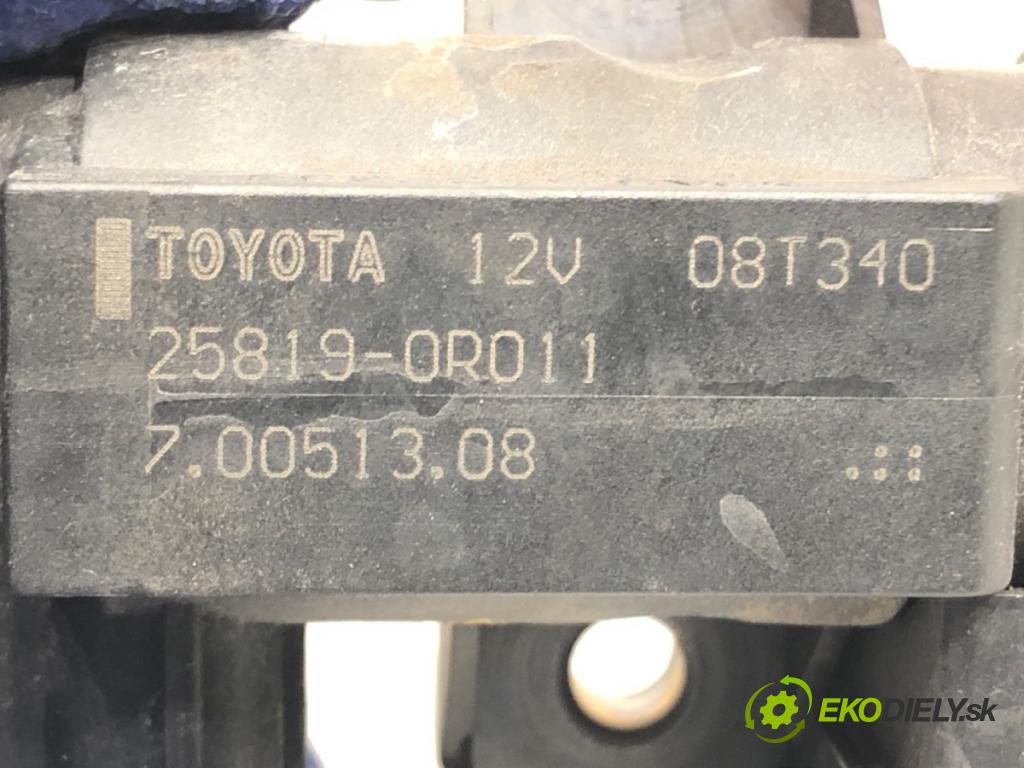 TOYOTA 12V 08T340
25819-0R011
7.00513.08
EKODIELY.sk